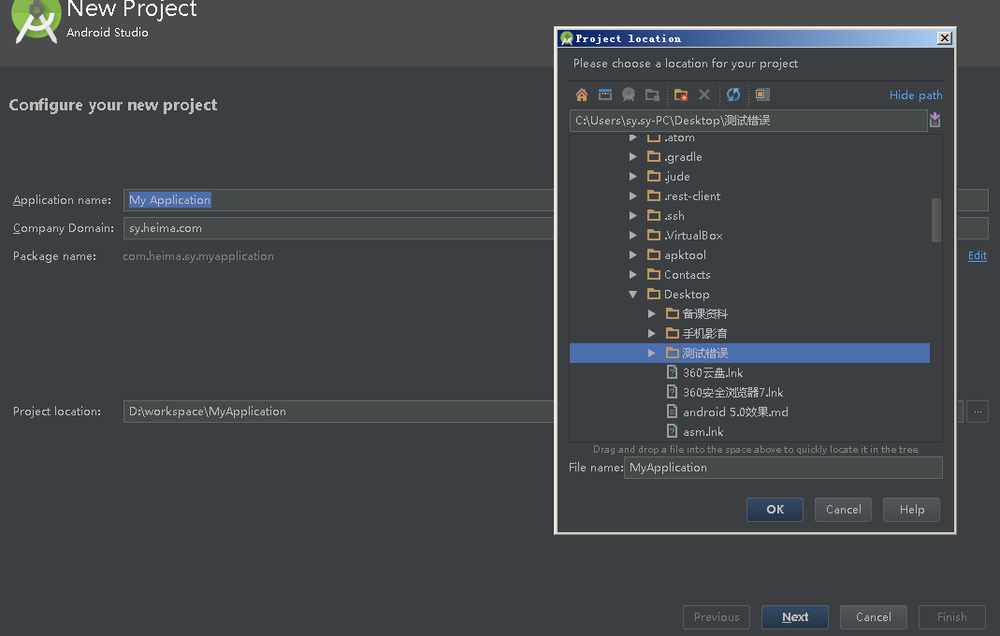 New Project
Android Studio
Configure your new project
Application name: My Application
Company Domain: sy.heima.com
Package name: com.heima.sy.myapplication
Edit
Project location: D:\workspace\MyApplication
...
Project location
Please choose a location for your project
Hide path
C:\Users\sy.sy-PC\Desktop\测试错误
.atom
.gradle
.jude
.rest-client
.ssh
.VirtualBox
apktool
Contacts
Desktop
备课资料
手机影音
测试错误
360云盘.lnk
360安全浏览器7.lnk
android 5.0效果.md
asm.lnk
Drag and drop a file into the space above to quickly locate it in the tree.
File name: MyApplication
OK Cancel Help
Previous Next Cancel Finish